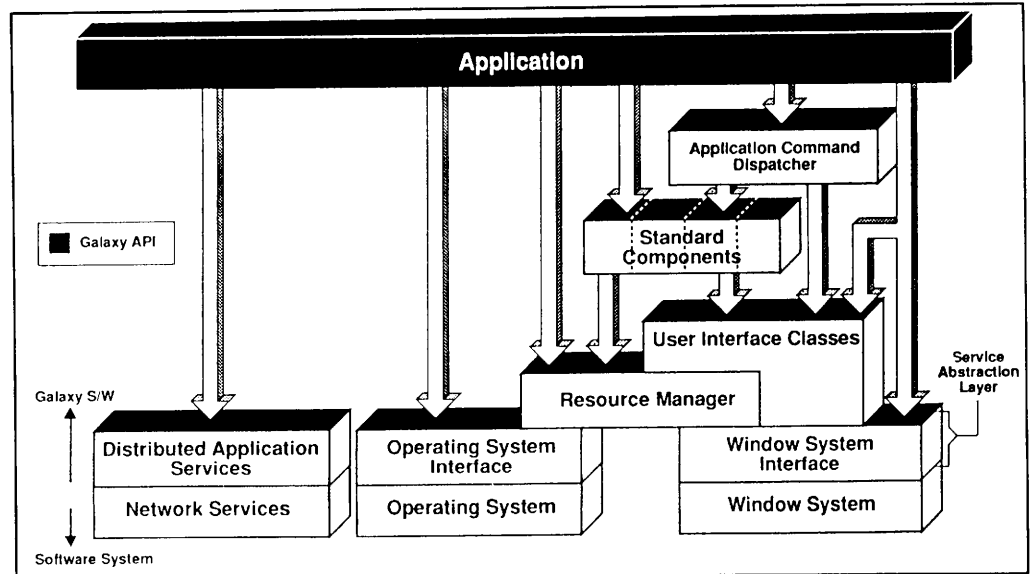 Application
Application Command
Dispatcher
Galaxy API
Standard
Components
User Interface Classes
Service
Abstraction
Layer
Resource Manager
Galaxy S/W
Distributed Application
Services
Operating System
Interface
Window System
Interface
Network Services
Operating System
Window System
Software System